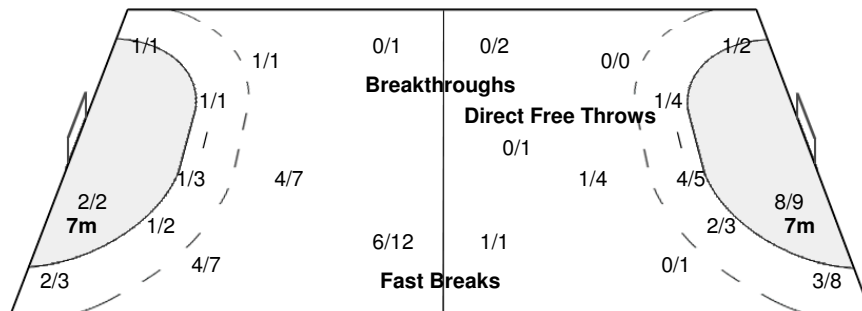 1/1 0/1 0/2 1/2
1/1 0/0
Breakthroughs
1/1 1/4
Direct Free Throws
0/1
1/3 4/7 1/4 4/5
2/2 8/9
7m 1/2 2/3 7m
6/12 1/1
4/7 0/1
2/3 Fast Breaks 3/8